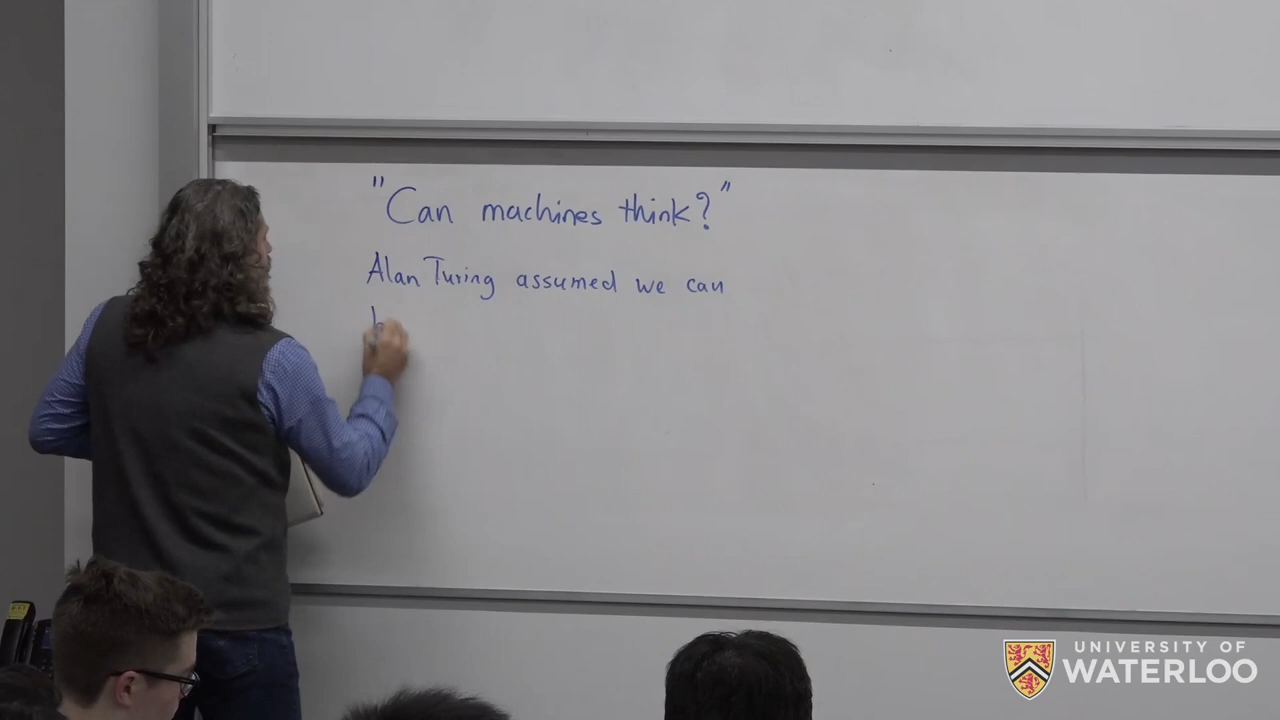 "Can machines think?"
Alan Turing assumed we can
UNIVERSITY OF
WATERLOO